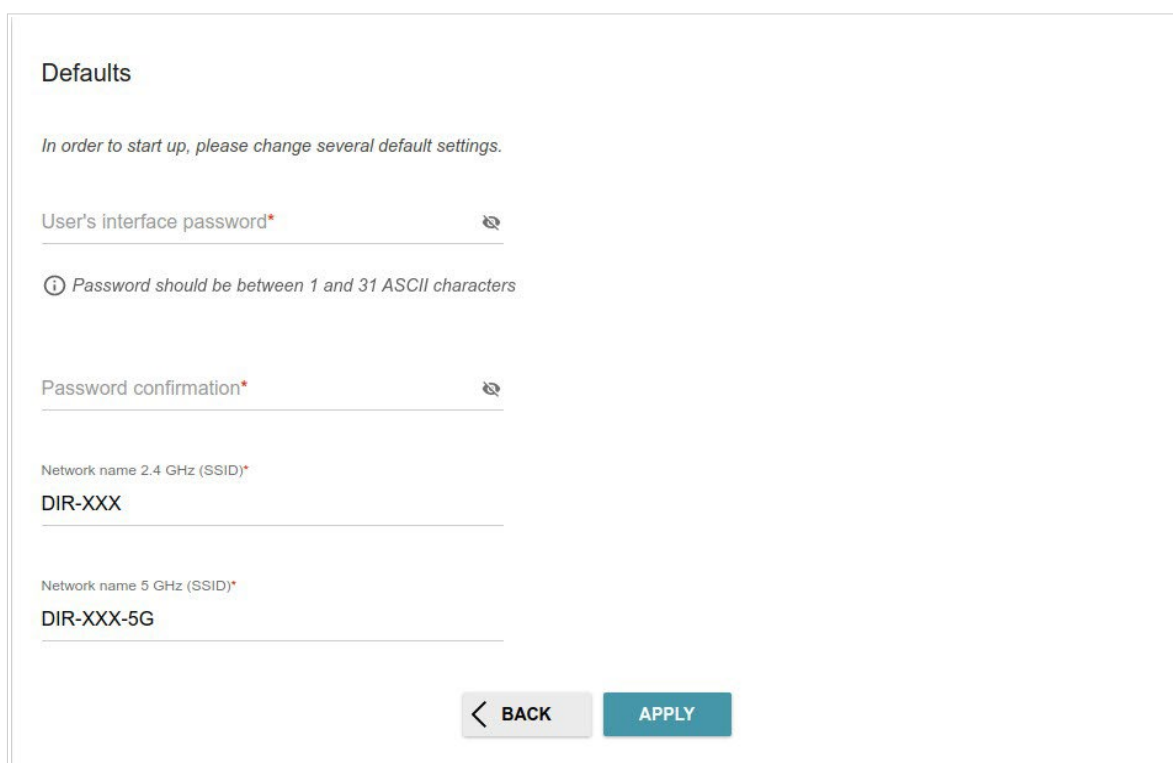 Defaults
In order to start up, please change several default settings.
User's interface password*
Password should be between 1 and 31 ASCII characters
Password confirmation*
Network name 2.4 GHz (SSID)*
DIR-XXX
Network name 5 GHz (SSID)*
DIR-XXX-5G
BACK APPLY